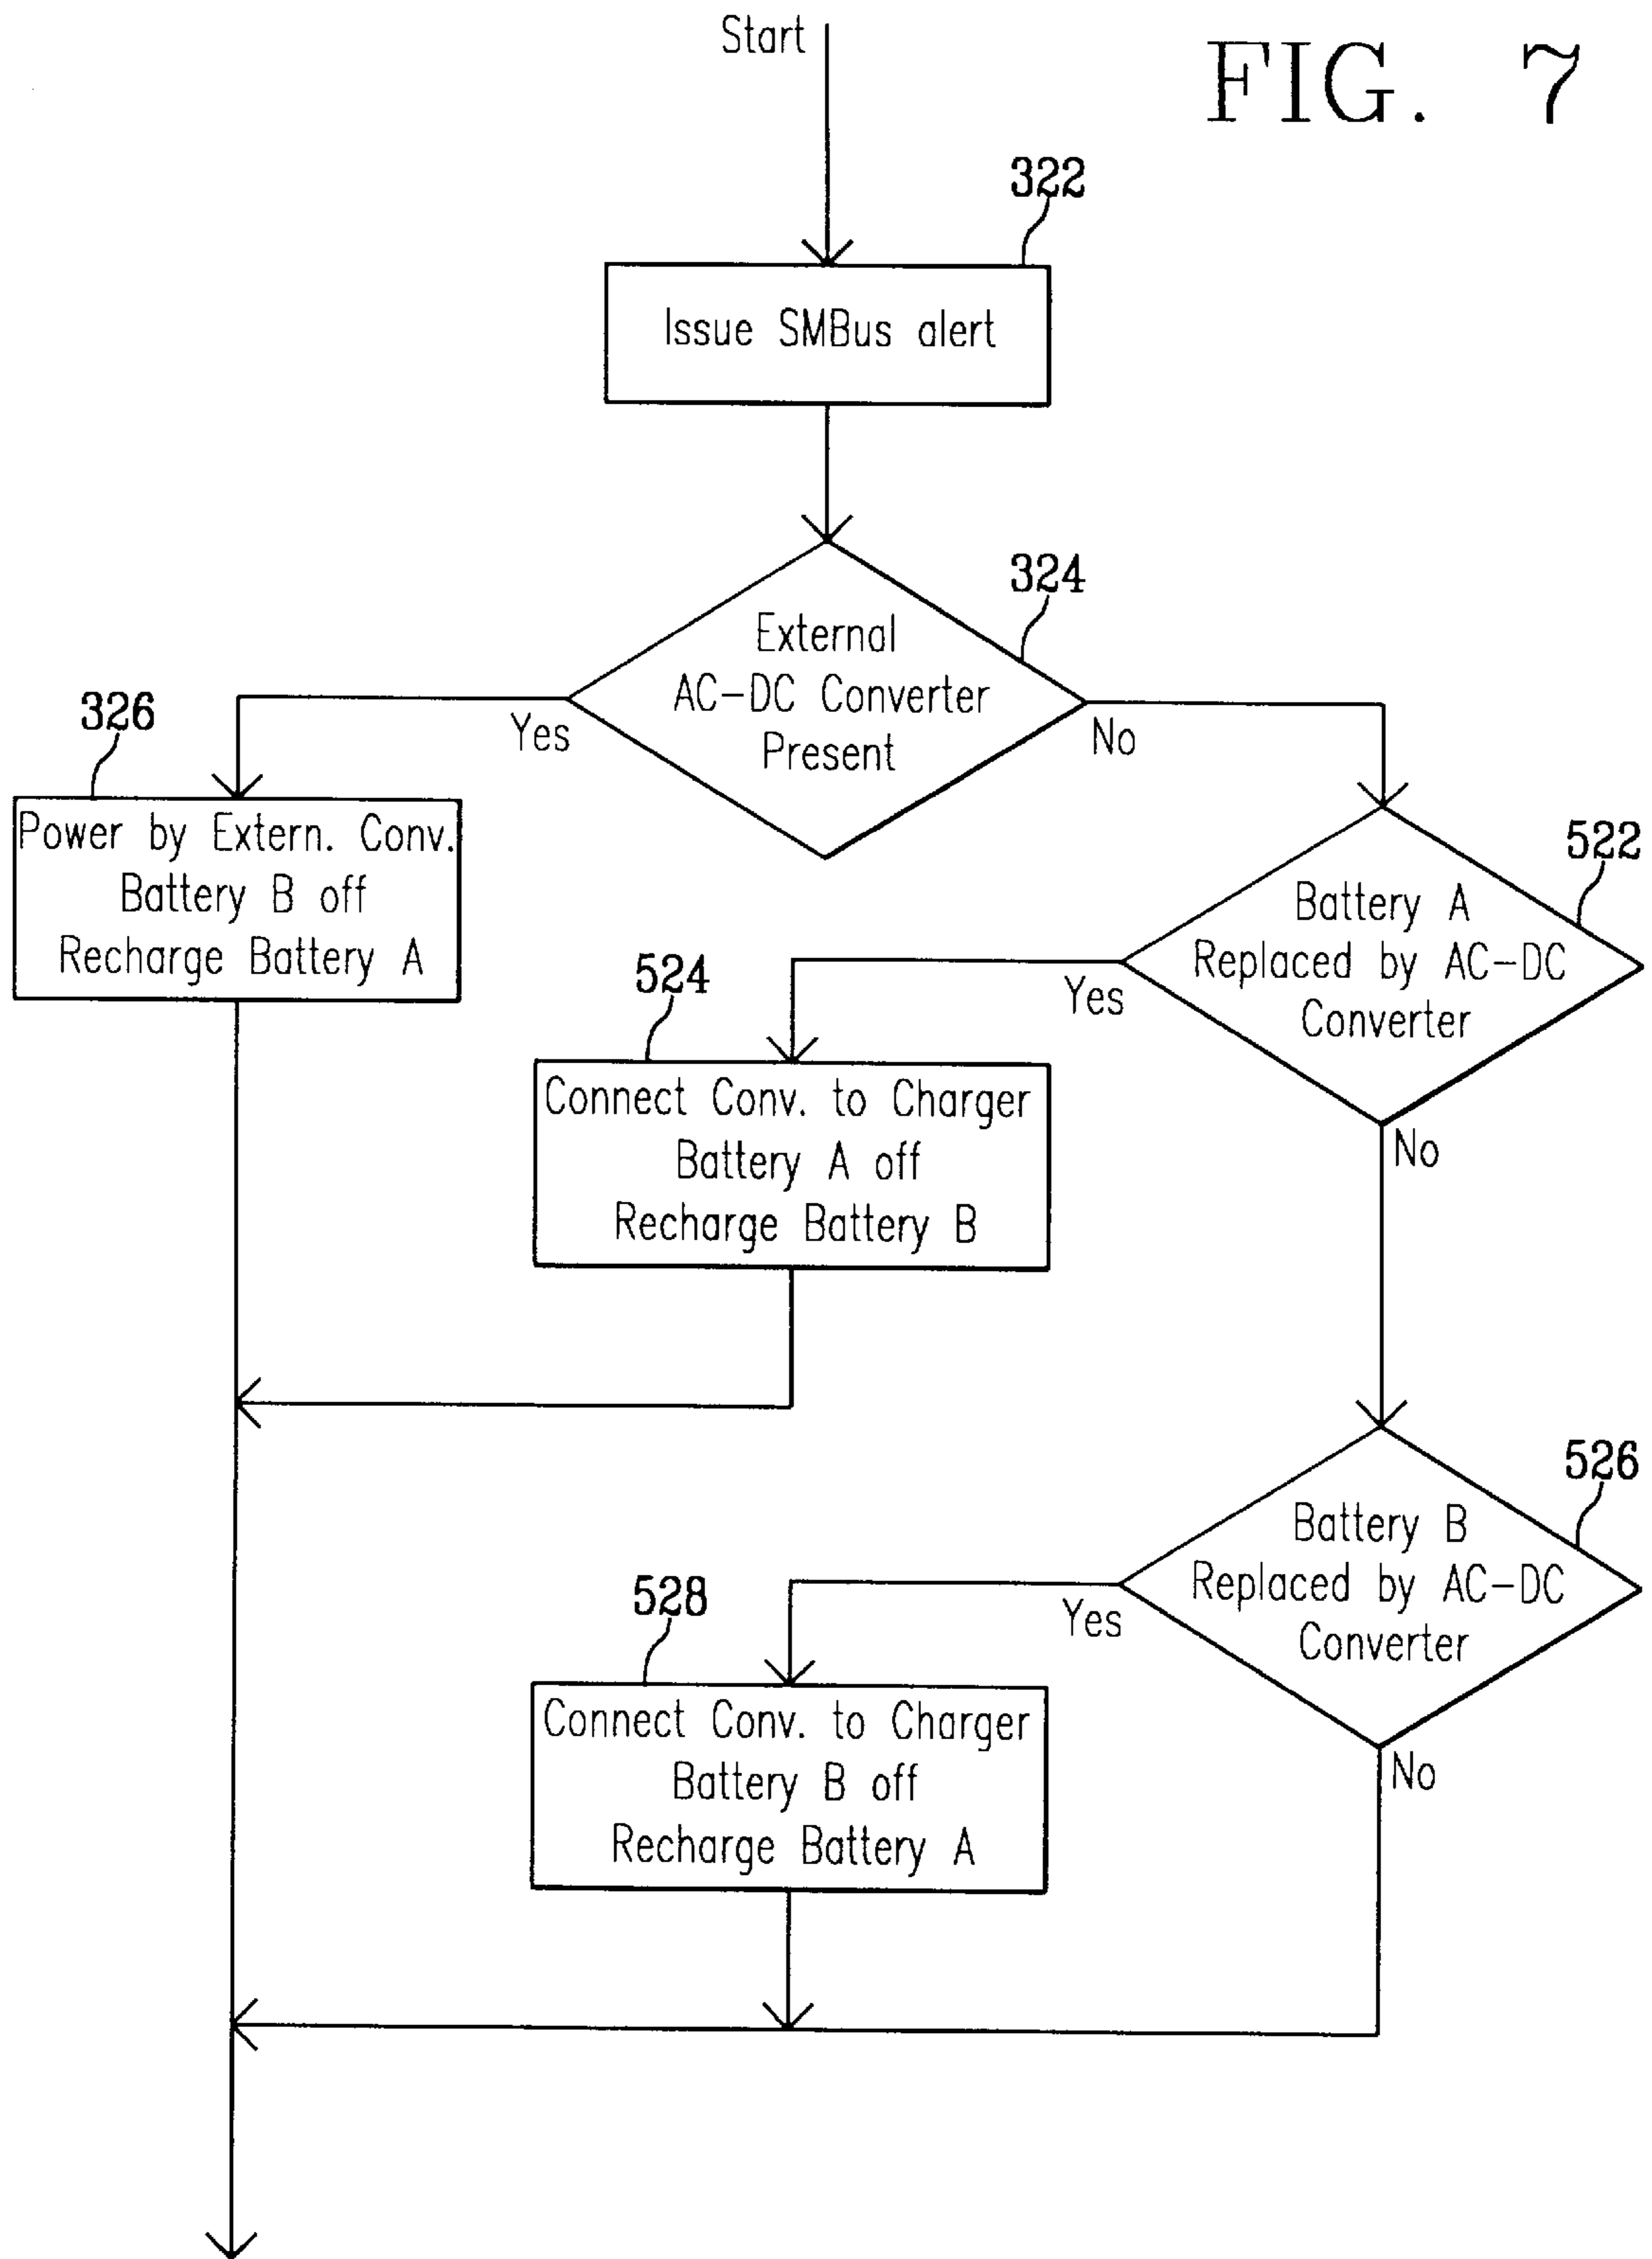 Start
FIG. 7
322
Issue SMBus alert
324
External
AC-DC Converter
Present
Yes
No
326
Power by Extern. Conv.
Battery B off
Recharge Battery A
522
Battery A
Replaced by AC-DC
Converter
Yes
No
524
Connect Conv. to Charger
Battery A off
Recharge Battery B
526
Battery B
Replaced by AC-DC
Converter
Yes
No
528
Connect Conv. to Charger
Battery B off
Recharge Battery A